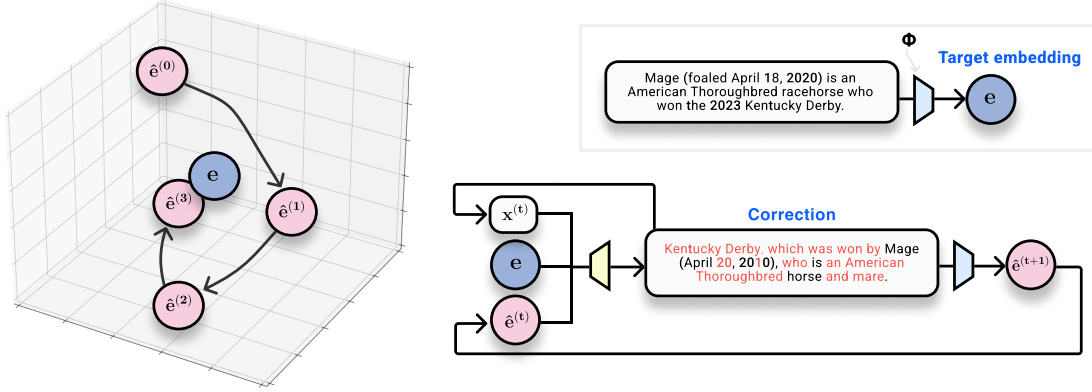 ê(0)
e
ê(3)
ê(1)
ê(2)
Φ
Target embedding
Mage (foaled April 18, 2020) is an
American Thoroughbred racehorse who
won the 2023 Kentucky Derby.
e
Correction
x(t)
e
ê(t)
Kentucky Derby, which was won by Mage
(April 20, 2010), who is an American
Thoroughbred horse and mare.
ê(t+1)